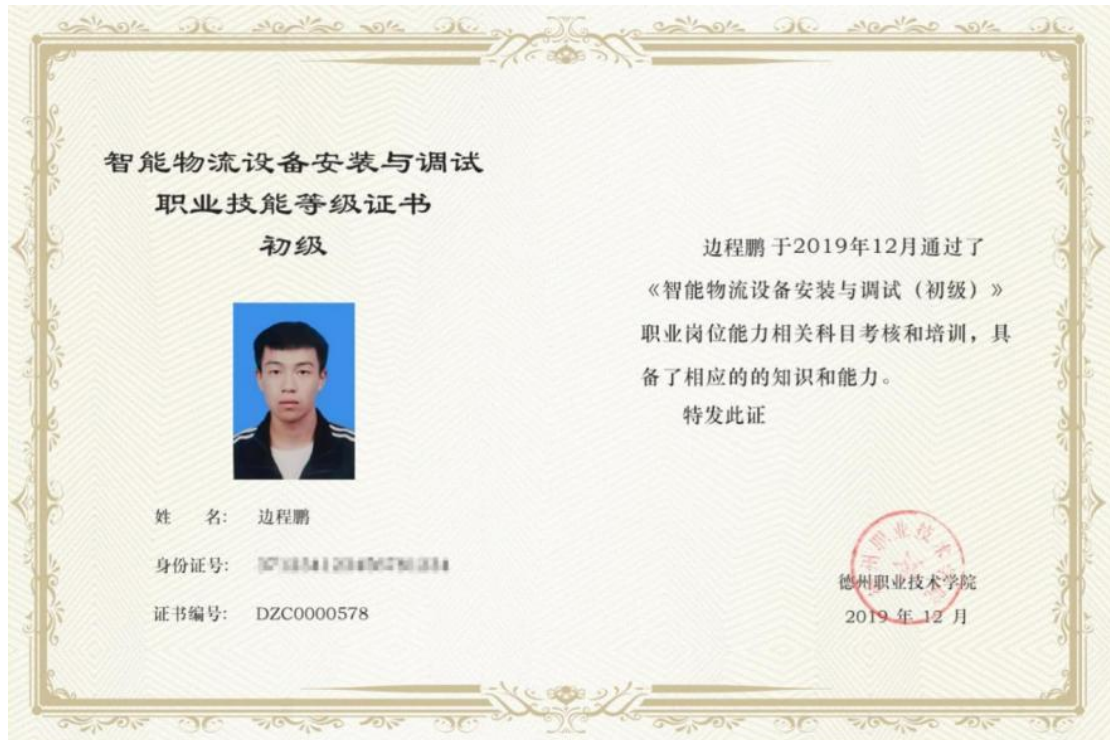 智能物流设备安装与调试
职业技能等级证书
初级
姓 名: 边程鹏
身份证号:
证书编号: DZC0000578
边程鹏 于2019年12月通过了
《智能物流设备安装与调试（初级）》
职业岗位能力相关科目考核和培训，具
备了相应的的知识和能力。
特发此证
德州职业技术学院
2019 年 12 月